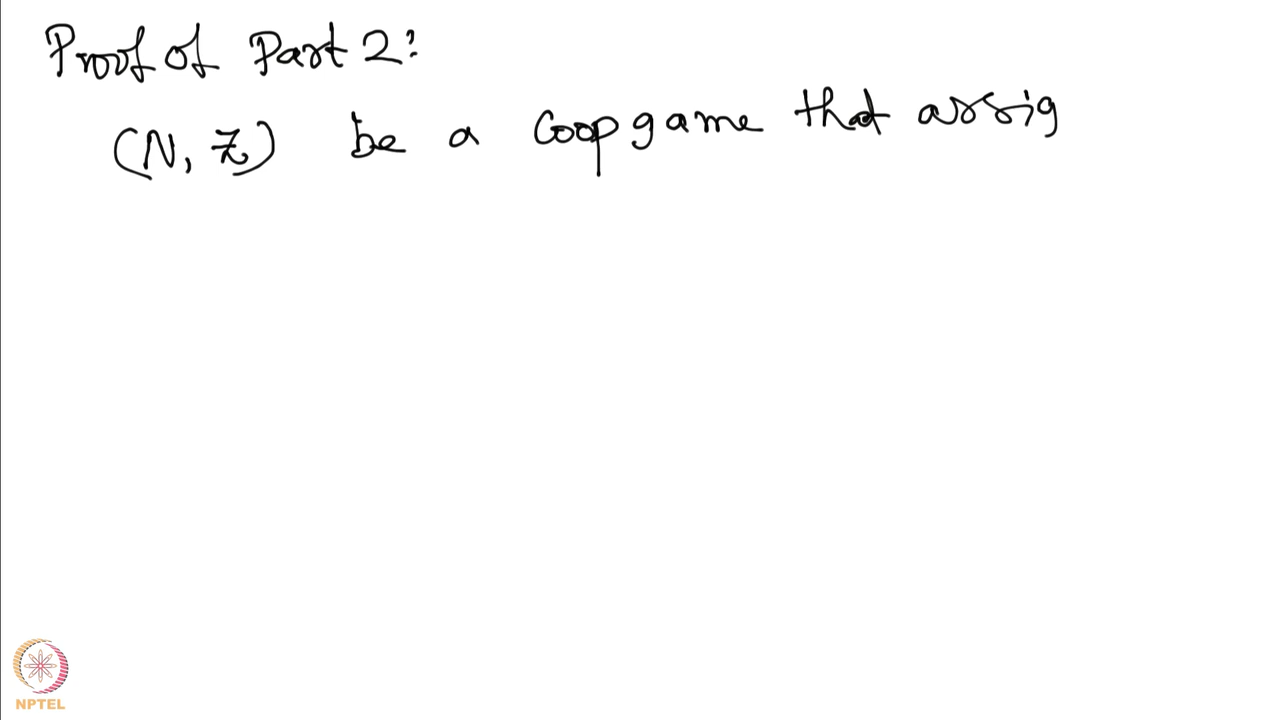 Proof of Part 2:
(N, z) be a Coop game that assig
NPTEL